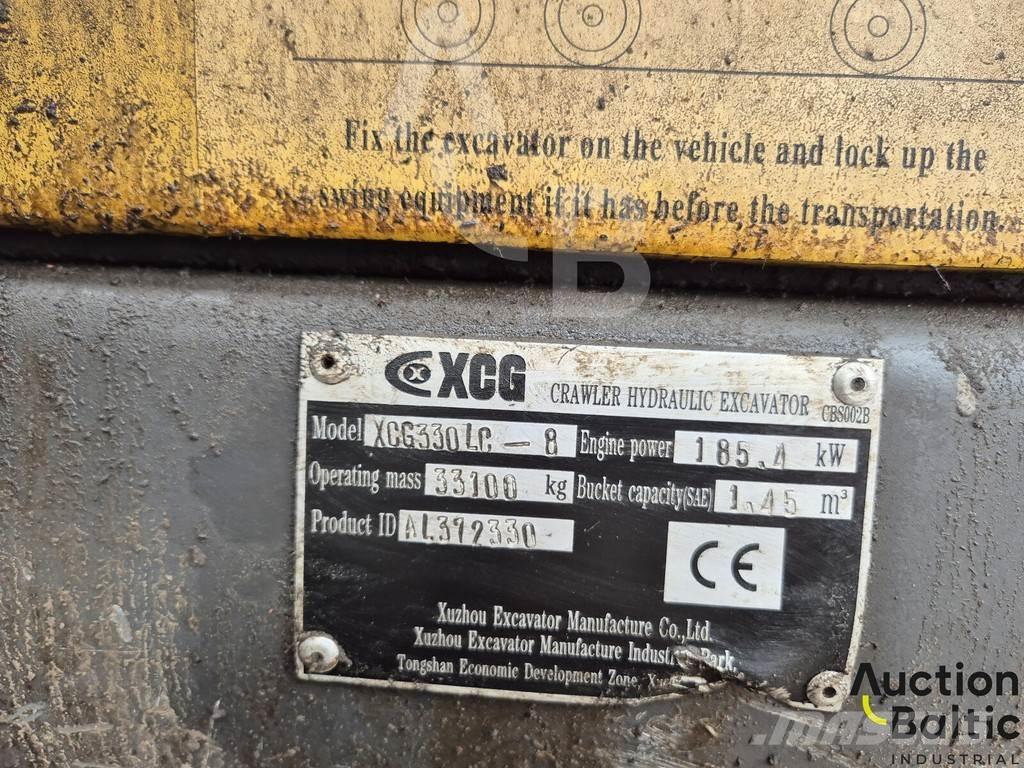 Fix the excavator on the vehicle and lock up the
swing equipment if it has before the transportation.
XCG CRAWLER HYDRAULIC EXCAVATOR CBS002B
Model XCG330LC-8 Engine power 185.4 kW
Operating mass 33100 kg Bucket capacity(SAE) 1.45 m³
Product ID AL372330
CE
Xuzhou Excavator Manufacture Co.,Ltd.
Xuzhou Excavator Manufacture Park.
Tongshan Economic Development Zone,
Auction
Baltic
INDUSTRIAL